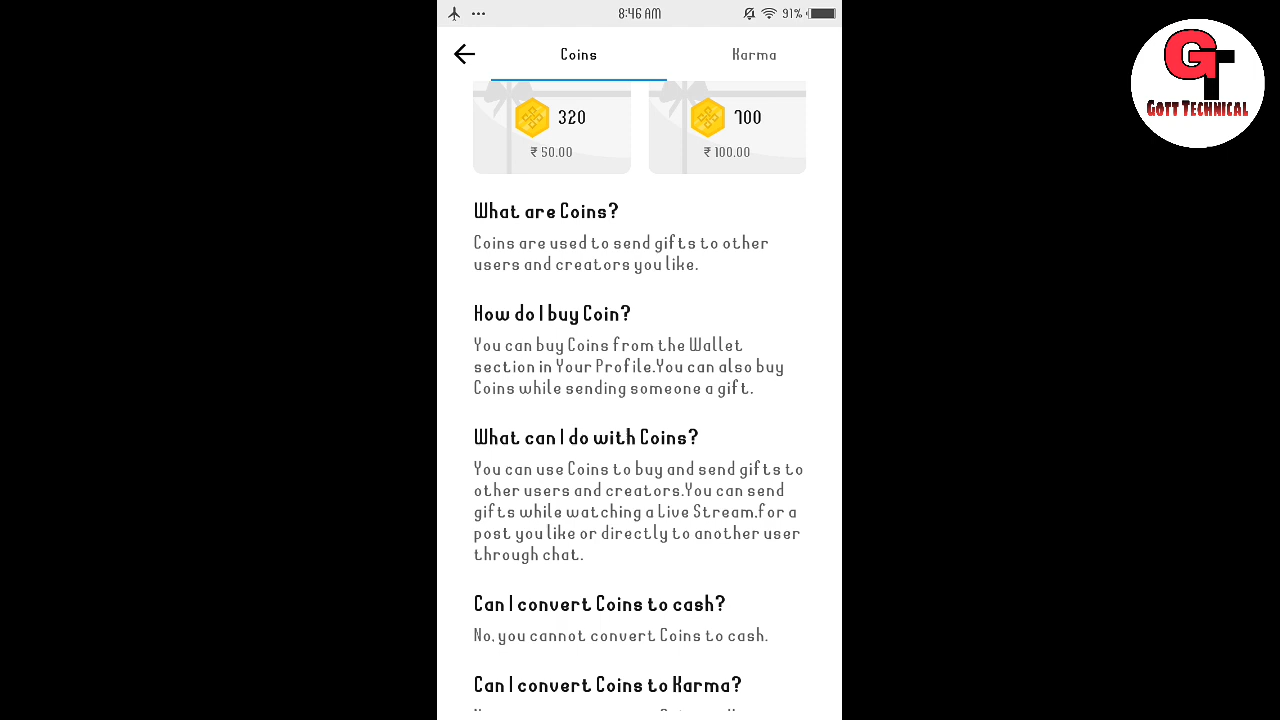 8:46 AM
91%
Coins
Karma
320
700
₹ 50.00
₹ 100.00
What are Coins?
Coins are used to send gifts to other
users and creators you like.
How do I buy Coin?
You can buy Coins from the Wallet
section in Your Profile.You can also buy
Coins while sending someone a gift.
What can I do with Coins?
You can use Coins to buy and send gifts to
other users and creators.You can send
gifts while watching a Live Stream.for a
post you like or directly to another user
through chat.
Can I convert Coins to cash?
No, you cannot convert Coins to cash.
Can I convert Coins to Karma?
GT
GOTT TECHNICAL